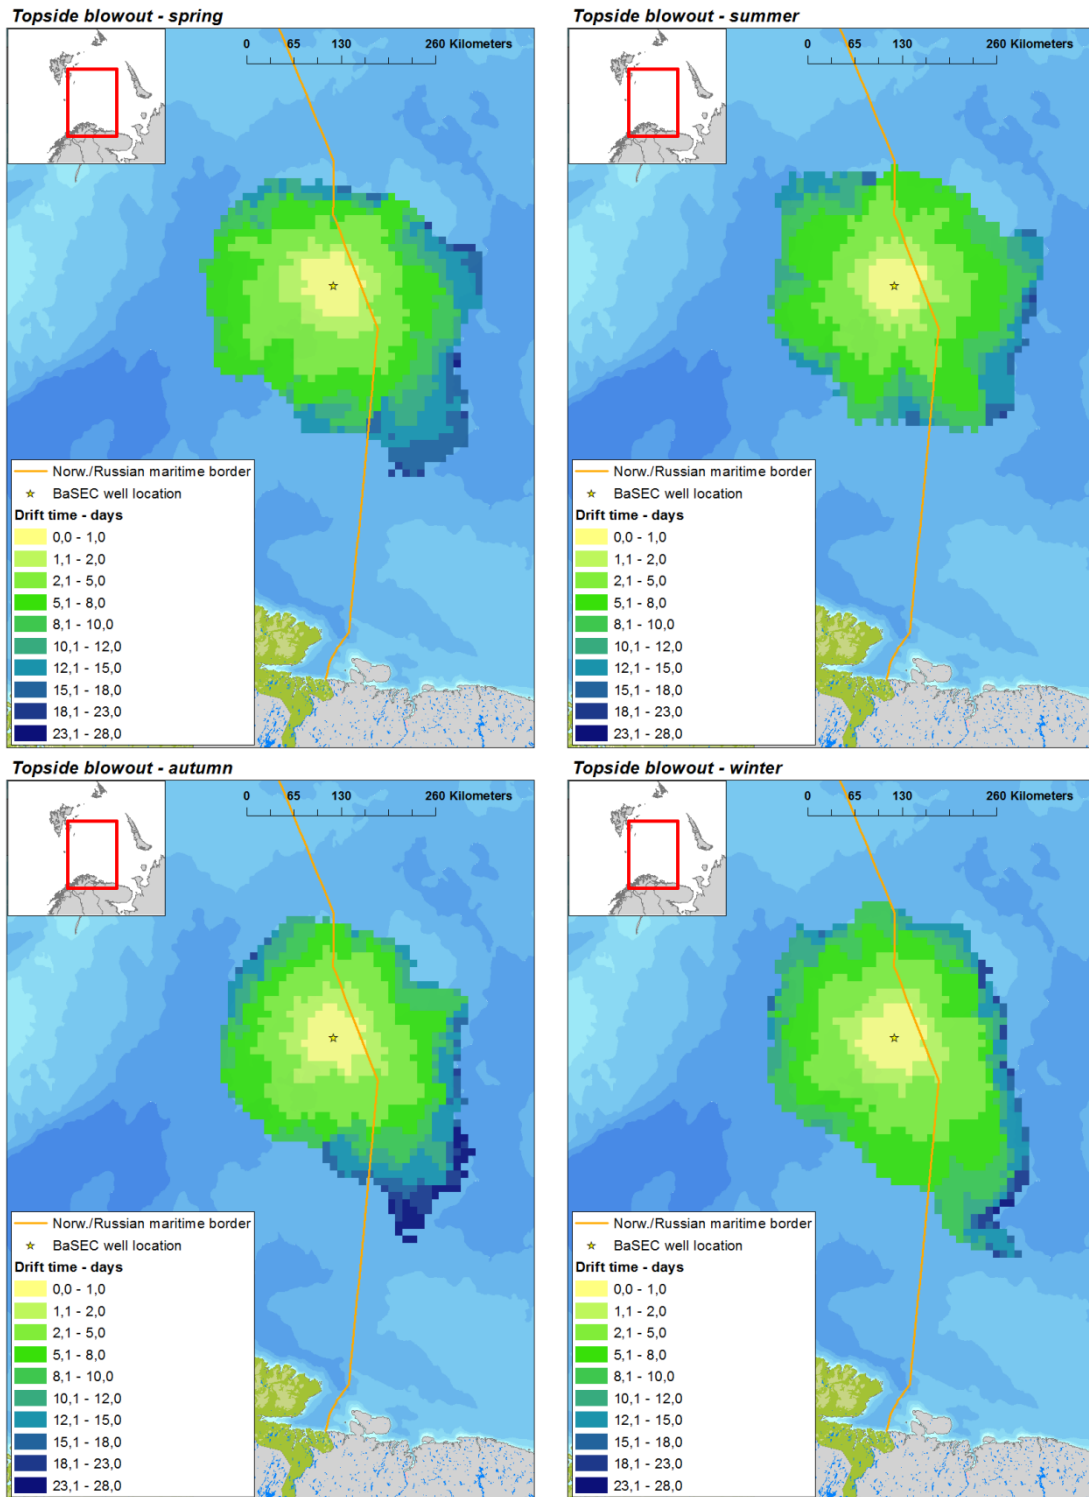 Topside blowout - spring
0 65 130 260 Kilometers
Norw./Russian maritime border
BaSEC well location
Drift time - days
0,0 - 1,0
1,1 - 2,0
2,1 - 5,0
5,1 - 8,0
8,1 - 10,0
10,1 - 12,0
12,1 - 15,0
15,1 - 18,0
18,1 - 23,0
23,1 - 28,0
Topside blowout - summer
0 65 130 260 Kilometers
Norw./Russian maritime border
BaSEC well location
Drift time - days
0,0 - 1,0
1,1 - 2,0
2,1 - 5,0
5,1 - 8,0
8,1 - 10,0
10,1 - 12,0
12,1 - 15,0
15,1 - 18,0
18,1 - 23,0
23,1 - 28,0
Topside blowout - autumn
0 65 130 260 Kilometers
Norw./Russian maritime border
BaSEC well location
Drift time - days
0,0 - 1,0
1,1 - 2,0
2,1 - 5,0
5,1 - 8,0
8,1 - 10,0
10,1 - 12,0
12,1 - 15,0
15,1 - 18,0
18,1 - 23,0
23,1 - 28,0
Topside blowout - winter
0 65 130 260 Kilometers
Norw./Russian maritime border
BaSEC well location
Drift time - days
0,0 - 1,0
1,1 - 2,0
2,1 - 5,0
5,1 - 8,0
8,1 - 10,0
10,1 - 12,0
12,1 - 15,0
15,1 - 18,0
18,1 - 23,0
23,1 - 28,0